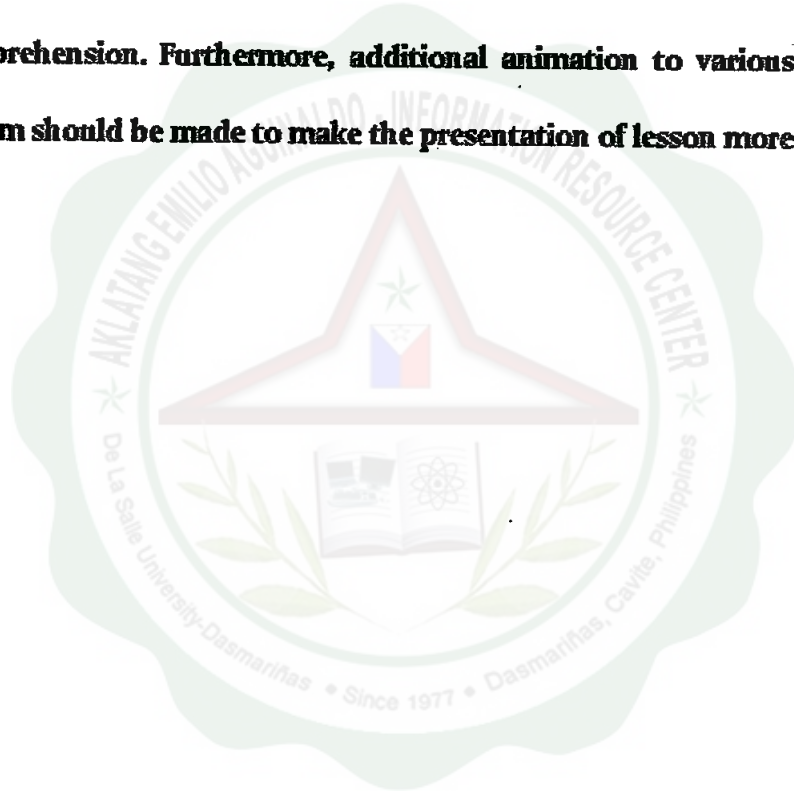 prehension. Furthermore, additional animation to various
m should be made to make the presentation of lesson more
AKLATANG EMILIO AGUINALDO - INFORMATION RESOURCE CENTER
De La Salle University-Dasmariñas * Since 1977 * Dasmariñas, Cavite, Philippines